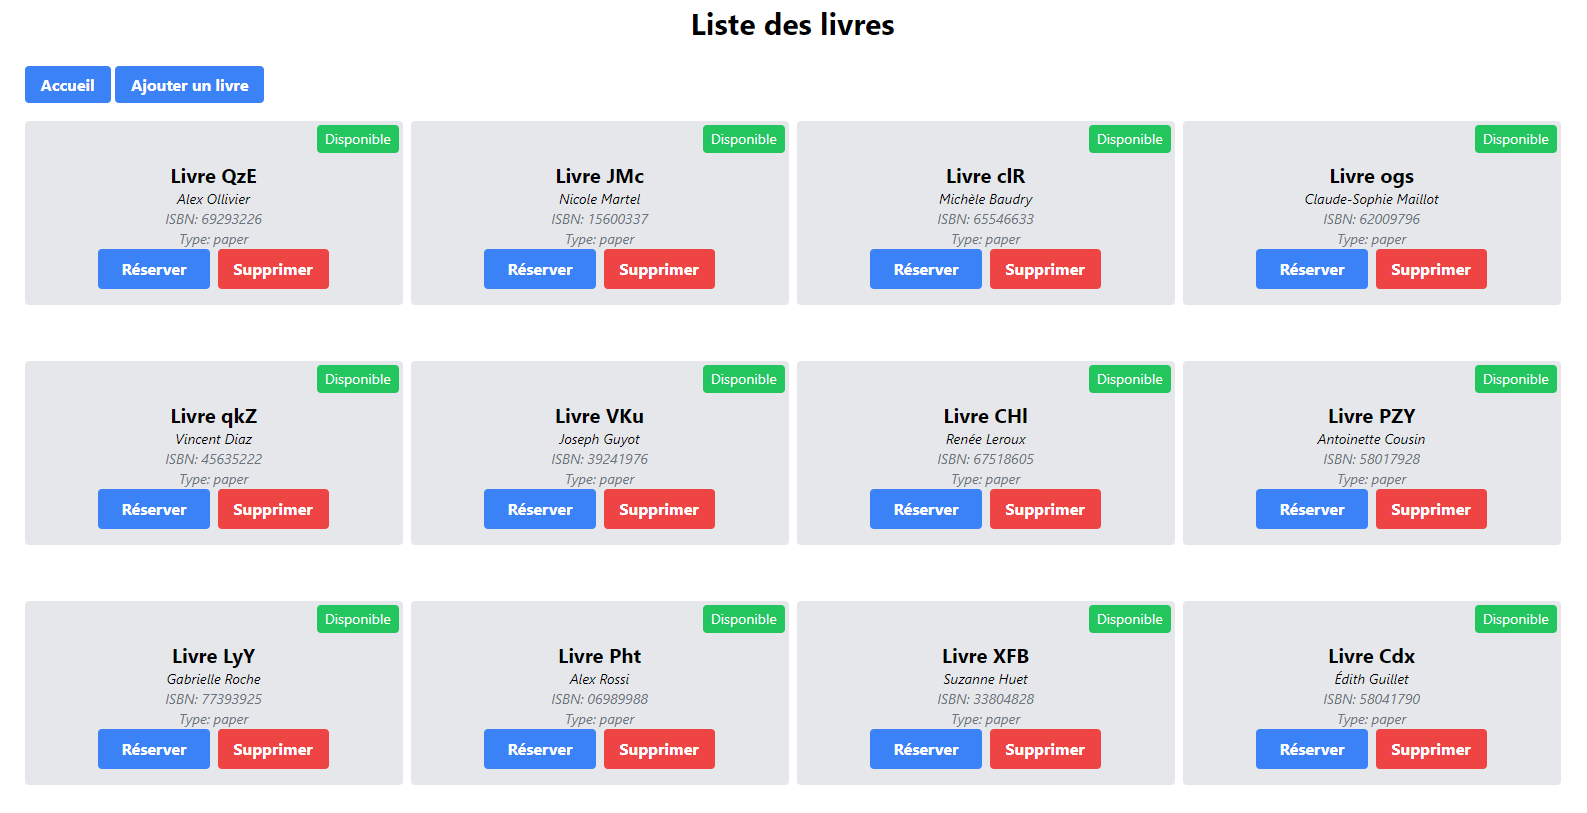 Liste des livres
Accueil
Ajouter un livre
Disponible
Livre QzE
Alex Ollivier
ISBN: 69293226
Type: paper
Réserver
Supprimer
Disponible
Livre JMc
Nicole Martel
ISBN: 15600337
Type: paper
Réserver
Supprimer
Disponible
Livre clR
Michèle Baudry
ISBN: 65546633
Type: paper
Réserver
Supprimer
Disponible
Livre ogs
Claude-Sophie Maillot
ISBN: 62009796
Type: paper
Réserver
Supprimer
Disponible
Livre qkZ
Vincent Diaz
ISBN: 45635222
Type: paper
Réserver
Supprimer
Disponible
Livre VKu
Joseph Guyot
ISBN: 39241976
Type: paper
Réserver
Supprimer
Disponible
Livre CHl
Renée Leroux
ISBN: 67518605
Type: paper
Réserver
Supprimer
Disponible
Livre PZY
Antoinette Cousin
ISBN: 58017928
Type: paper
Réserver
Supprimer
Disponible
Livre LyY
Gabrielle Roche
ISBN: 77393925
Type: paper
Réserver
Supprimer
Disponible
Livre Pht
Alex Rossi
ISBN: 06989988
Type: paper
Réserver
Supprimer
Disponible
Livre XFB
Suzanne Huet
ISBN: 33804828
Type: paper
Réserver
Supprimer
Disponible
Livre Cdx
Édith Guillet
ISBN: 58041790
Type: paper
Réserver
Supprimer